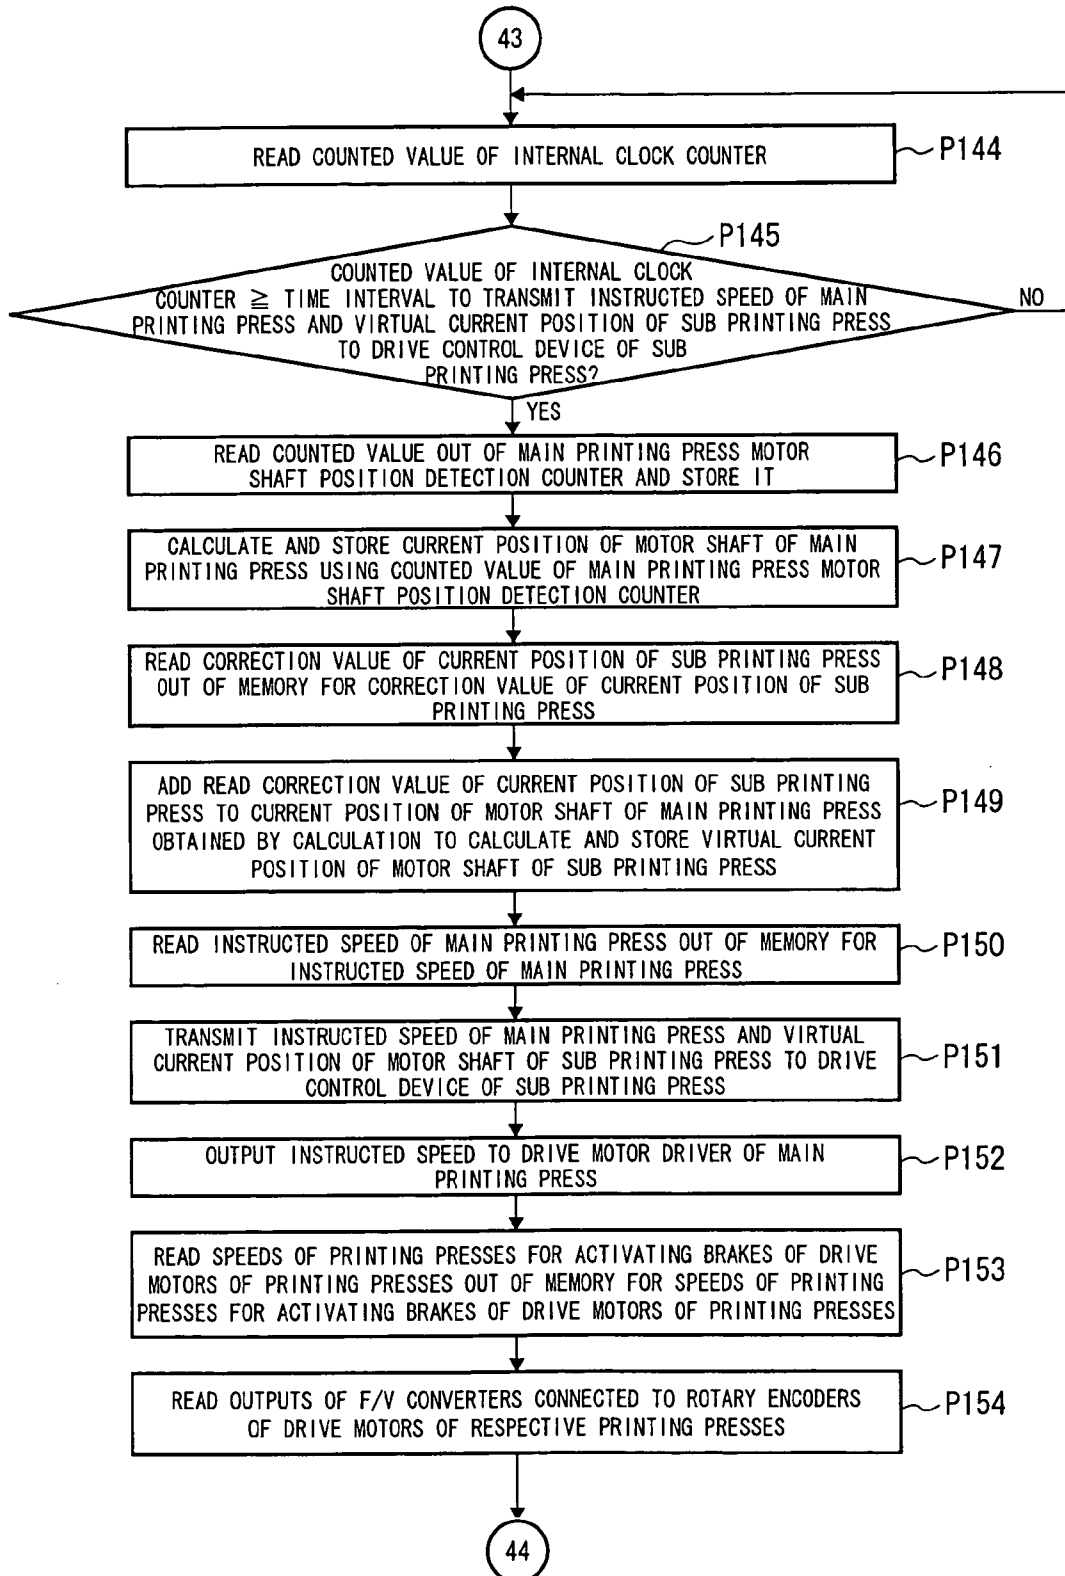 43
READ COUNTED VALUE OF INTERNAL CLOCK COUNTER
P144
P145
COUNTED VALUE OF INTERNAL CLOCK
COUNTER ≧ TIME INTERVAL TO TRANSMIT INSTRUCTED SPEED OF MAIN
PRINTING PRESS AND VIRTUAL CURRENT POSITION OF SUB PRINTING PRESS
TO DRIVE CONTROL DEVICE OF SUB
PRINTING PRESS?
NO
YES
READ COUNTED VALUE OUT OF MAIN PRINTING PRESS MOTOR
SHAFT POSITION DETECTION COUNTER AND STORE IT
P146
CALCULATE AND STORE CURRENT POSITION OF MOTOR SHAFT OF MAIN
PRINTING PRESS USING COUNTED VALUE OF MAIN PRINTING PRESS MOTOR
SHAFT POSITION DETECTION COUNTER
P147
READ CORRECTION VALUE OF CURRENT POSITION OF SUB PRINTING PRESS
OUT OF MEMORY FOR CORRECTION VALUE OF CURRENT POSITION OF SUB
PRINTING PRESS
P148
ADD READ CORRECTION VALUE OF CURRENT POSITION OF SUB PRINTING
PRESS TO CURRENT POSITION OF MOTOR SHAFT OF MAIN PRINTING PRESS
OBTAINED BY CALCULATION TO CALCULATE AND STORE VIRTUAL CURRENT
POSITION OF MOTOR SHAFT OF SUB PRINTING PRESS
P149
READ INSTRUCTED SPEED OF MAIN PRINTING PRESS OUT OF MEMORY FOR
INSTRUCTED SPEED OF MAIN PRINTING PRESS
P150
TRANSMIT INSTRUCTED SPEED OF MAIN PRINTING PRESS AND VIRTUAL
CURRENT POSITION OF MOTOR SHAFT OF SUB PRINTING PRESS TO DRIVE
CONTROL DEVICE OF SUB PRINTING PRESS
P151
OUTPUT INSTRUCTED SPEED TO DRIVE MOTOR DRIVER OF MAIN
PRINTING PRESS
P152
READ SPEEDS OF PRINTING PRESSES FOR ACTIVATING BRAKES OF DRIVE
MOTORS OF PRINTING PRESSES OUT OF MEMORY FOR SPEEDS OF PRINTING
PRESSES FOR ACTIVATING BRAKES OF DRIVE MOTORS OF PRINTING PRESSES
P153
READ OUTPUTS OF F/V CONVERTERS CONNECTED TO ROTARY ENCODERS
OF DRIVE MOTORS OF RESPECTIVE PRINTING PRESSES
P154
44